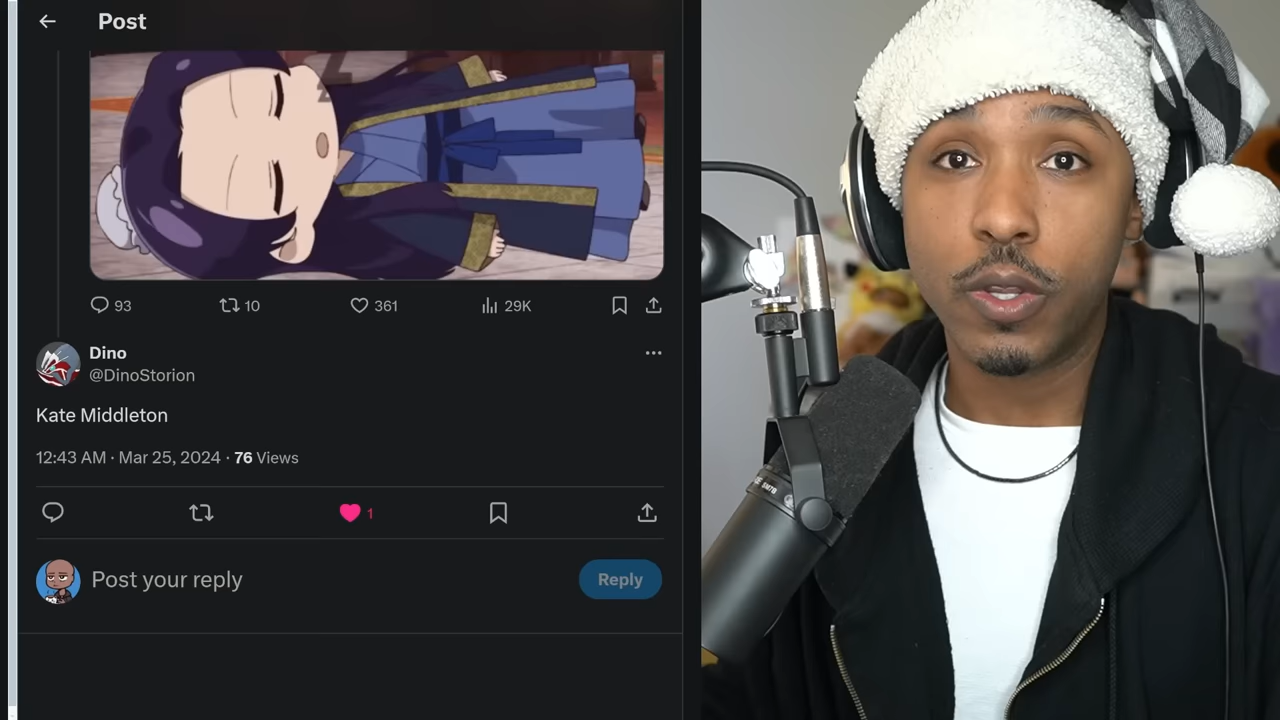 Post
93
10
361
29K
Dino
@DinoStorion
Kate Middleton
12:43 AM · Mar 25, 2024 · 76 Views
1
Post your reply
Reply
SM7B